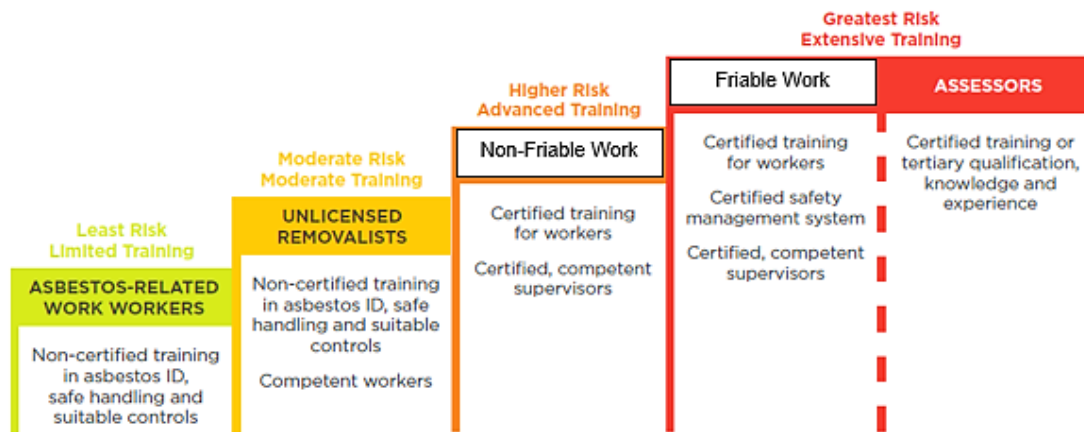 Least Risk
Limited Training
ASBESTOS-RELATED
WORK WORKERS
Non-certified training
in asbestos ID,
safe handling and
suitable controls
Moderate Risk
Moderate Training
UNLICENSED
REMOVALISTS
Non-certified training
in asbestos ID, safe
handling and suitable
controls
Competent workers
Higher Risk
Advanced Training
Non-Friable Work
Certified training
for workers
Certified, competent
supervisors
Greatest Risk
Extensive Training
Friable Work
Certified training
for workers
Certified safety
management system
Certified, competent
supervisors
ASSESSORS
Certified training or
tertiary qualification,
knowledge and
experience